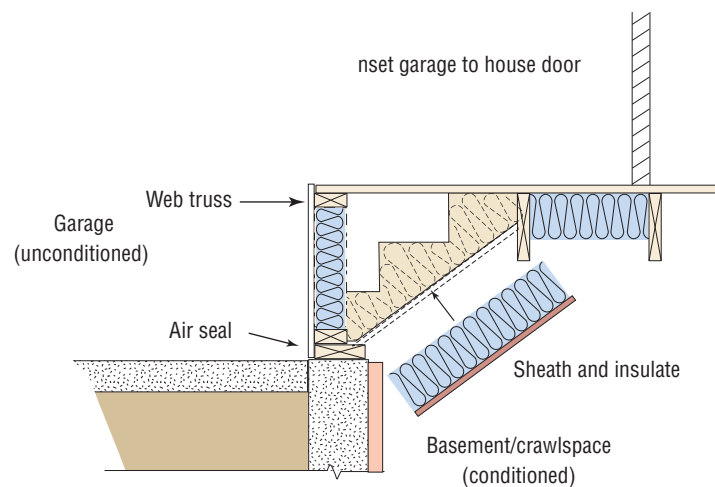 nset garage to house door
Web truss
Garage
(unconditioned)
Air seal
Sheath and insulate
Basement/crawlspace
(conditioned)